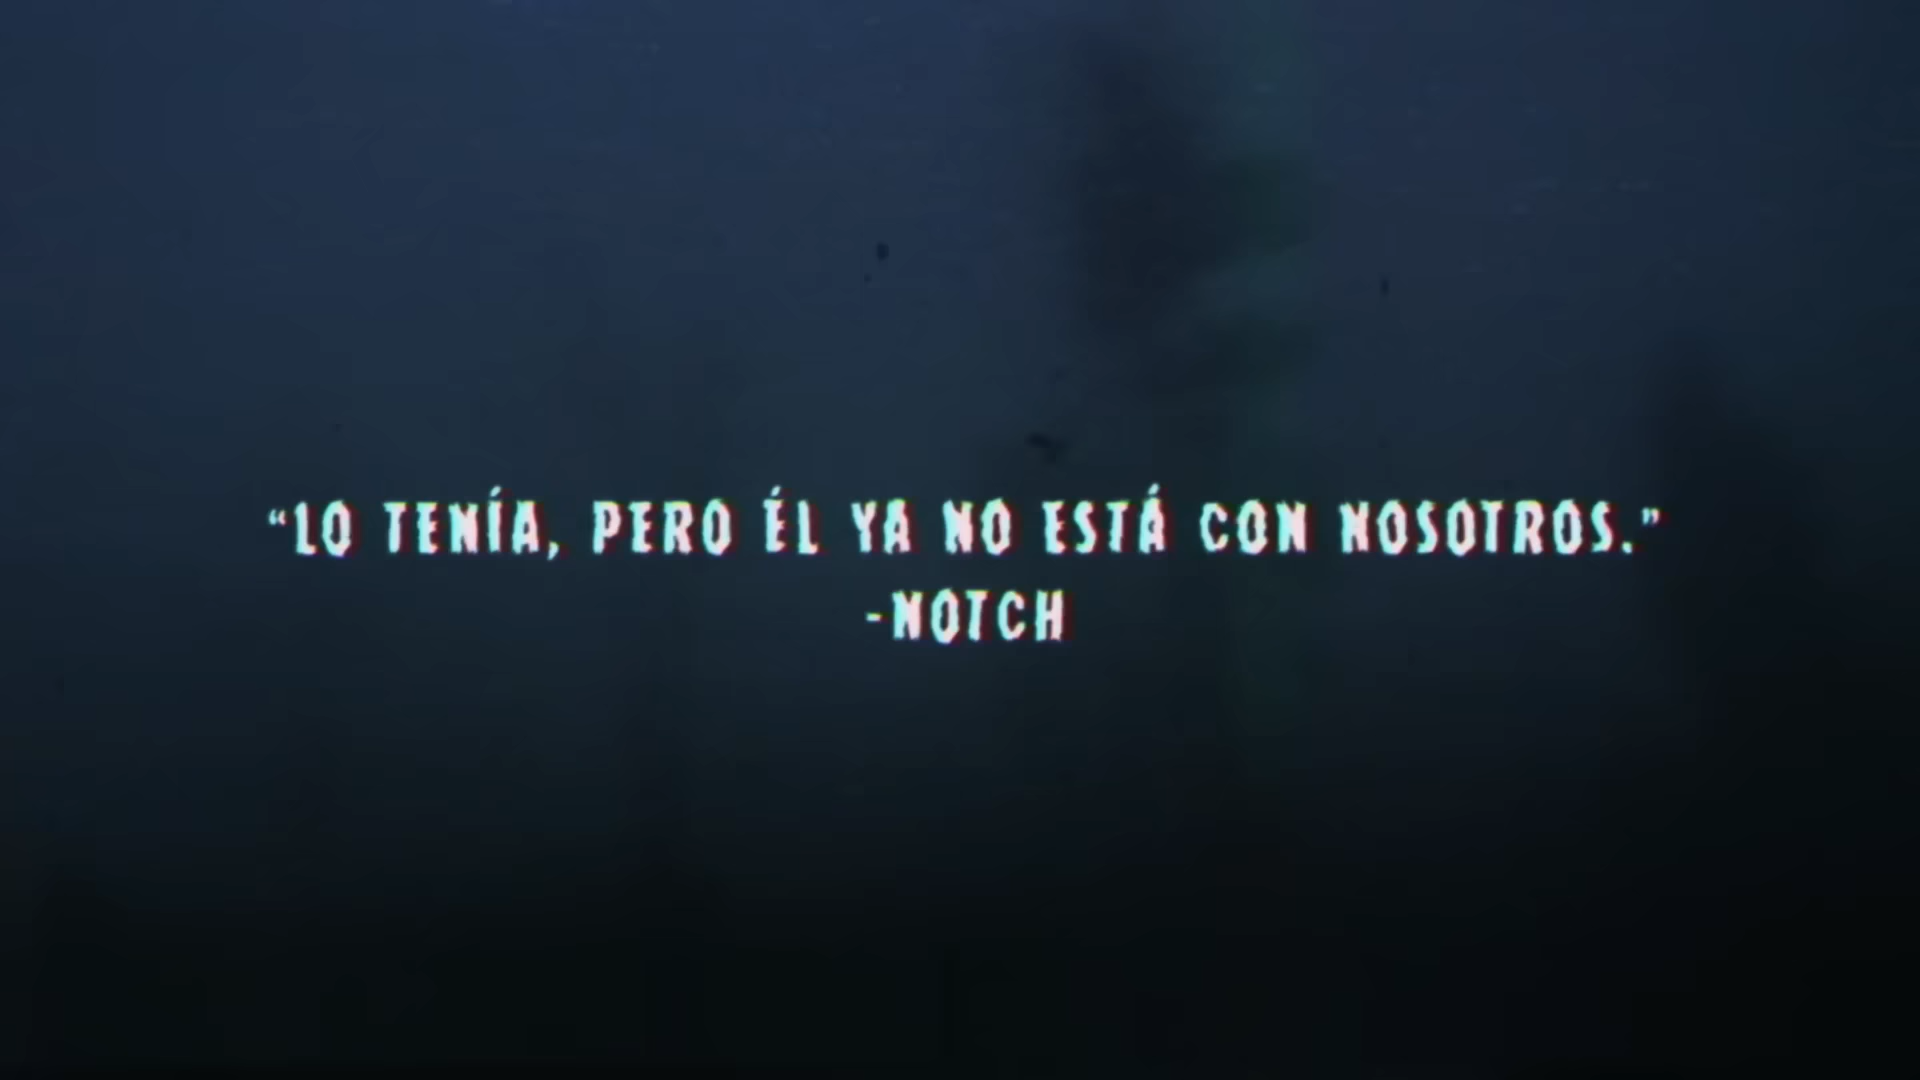 “LO TENÍA, PERO ÉL YA NO ESTÁ CON NOSOTROS.”
-NOTCH